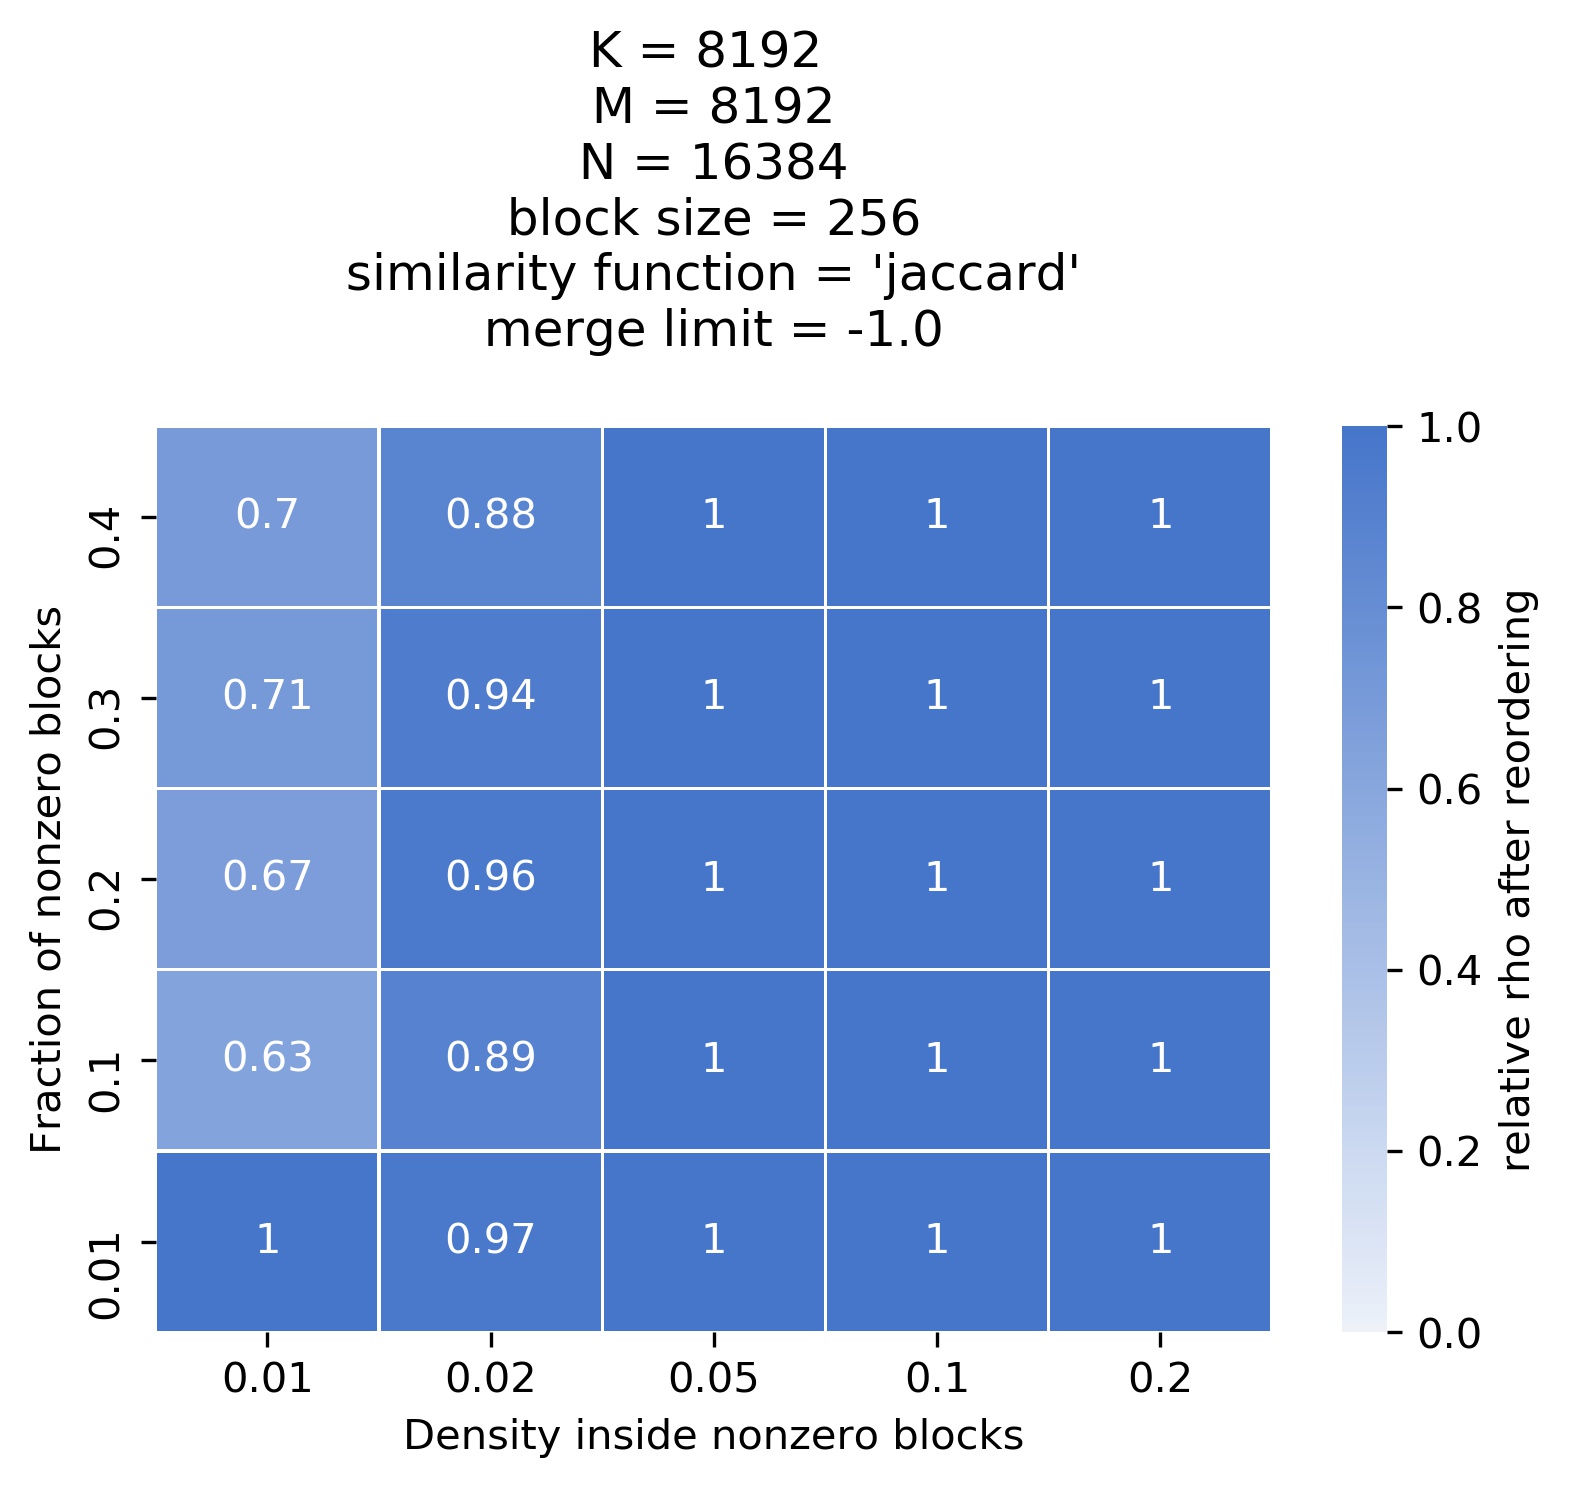 K = 8192
M = 8192
N = 16384
block size = 256
similarity function = 'jaccard'
merge limit = -1.0
Fraction of nonzero blocks
0.4 0.7 0.88 1 1 1
0.3 0.71 0.94 1 1 1
0.2 0.67 0.96 1 1 1
0.1 0.63 0.89 1 1 1
0.01 1 0.97 1 1 1
0.01 0.02 0.05 0.1 0.2
Density inside nonzero blocks
1.0
0.8
0.6
0.4
0.2
0.0
relative rho after reordering